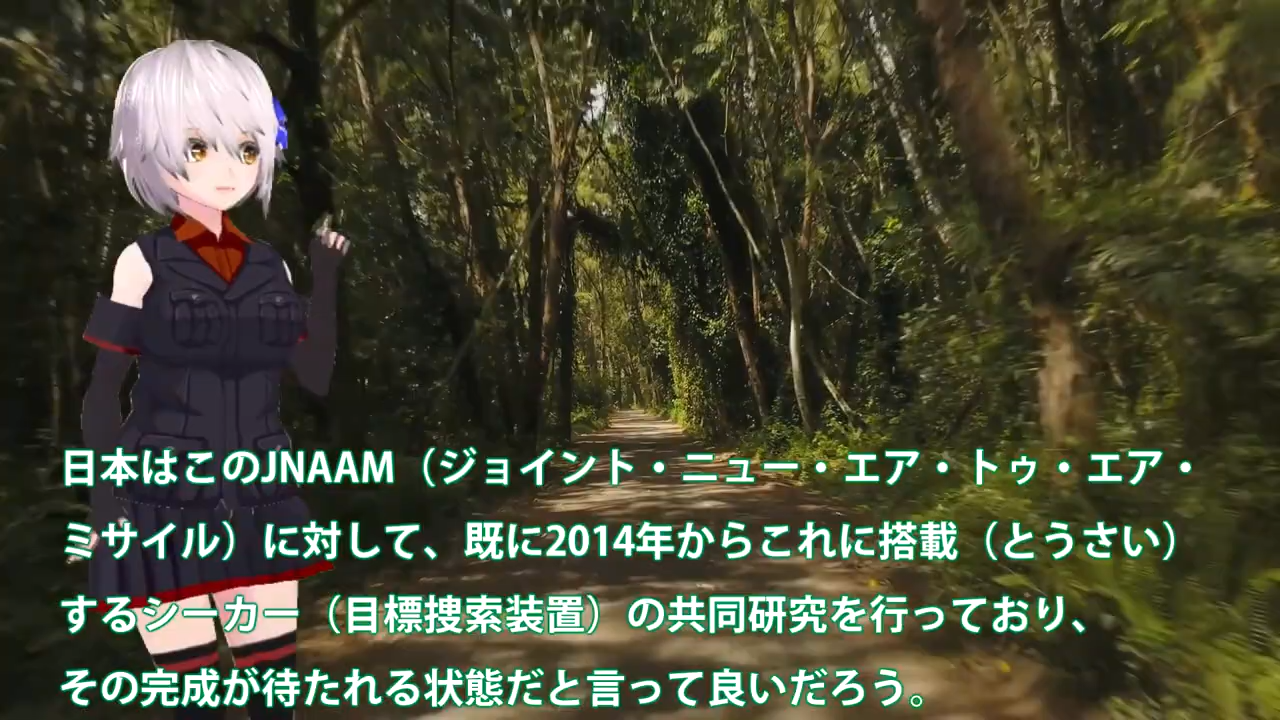 日本はこのJNAAM（ジョイント・ニュー・エア・トゥ・エア・
ミサイル）に対して、既に2014年からこれに搭載（とうさい）
するシーカー（目標捜索装置）の共同研究を行っており、
その完成が待たれる状態だと言って良いだろう。